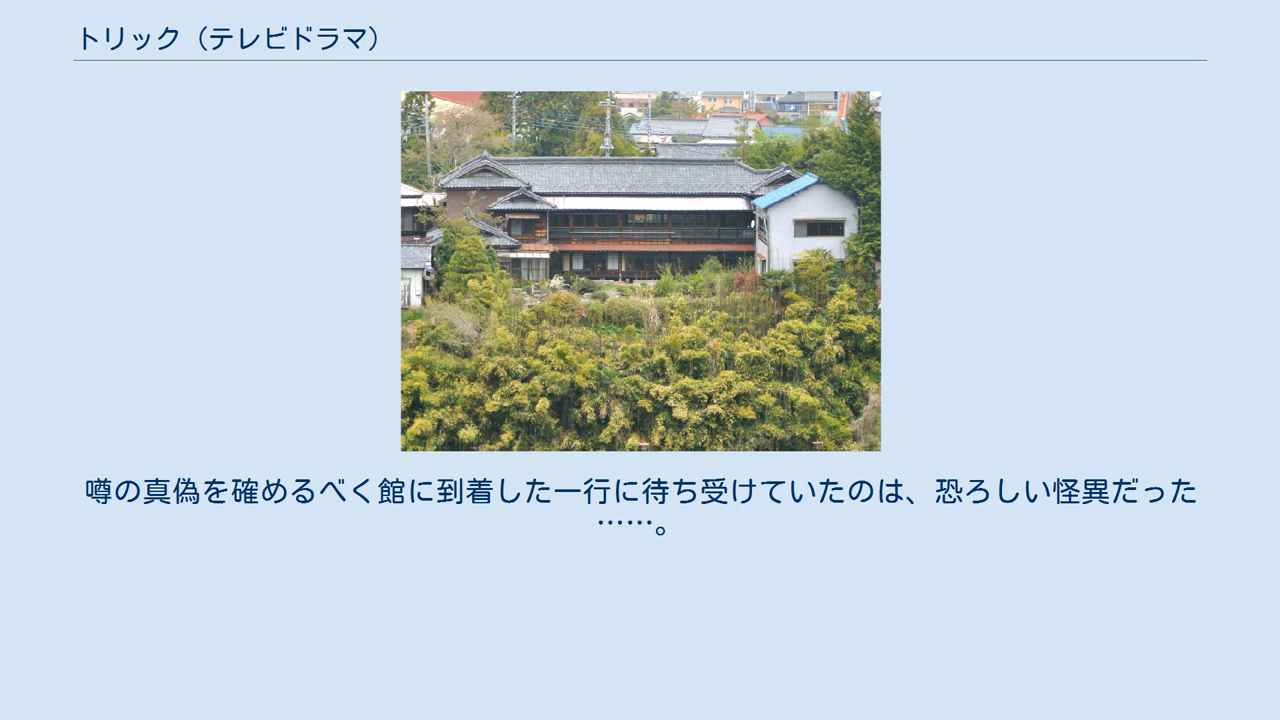 トリック（テレビドラマ）
噂の真偽を確めるべく館に到着した一行に待ち受けていたのは、恐ろしい怪異だった
……。